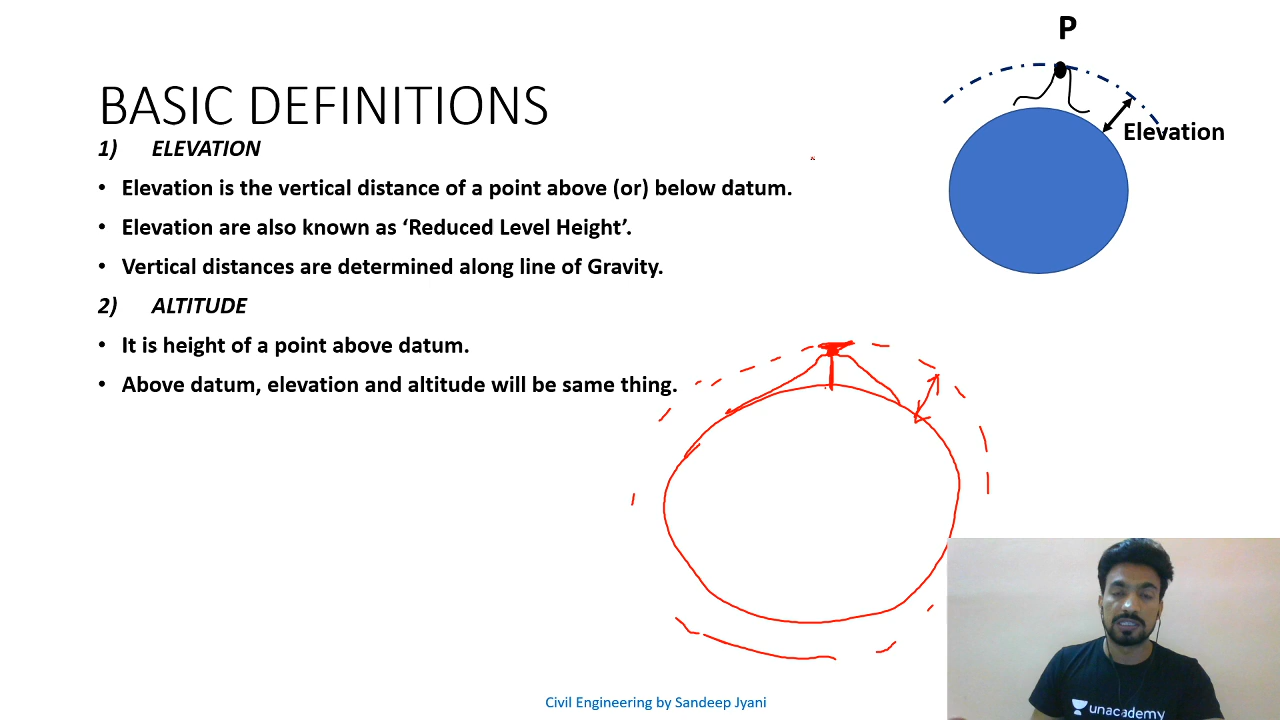 P
BASIC DEFINITIONS
Elevation
1) ELEVATION
• Elevation is the vertical distance of a point above (or) below datum.
• Elevation are also known as ‘Reduced Level Height’.
• Vertical distances are determined along line of Gravity.
2) ALTITUDE
• It is height of a point above datum.
• Above datum, elevation and altitude will be same thing.
Civil Engineering by Sandeep Jyani
unacademy